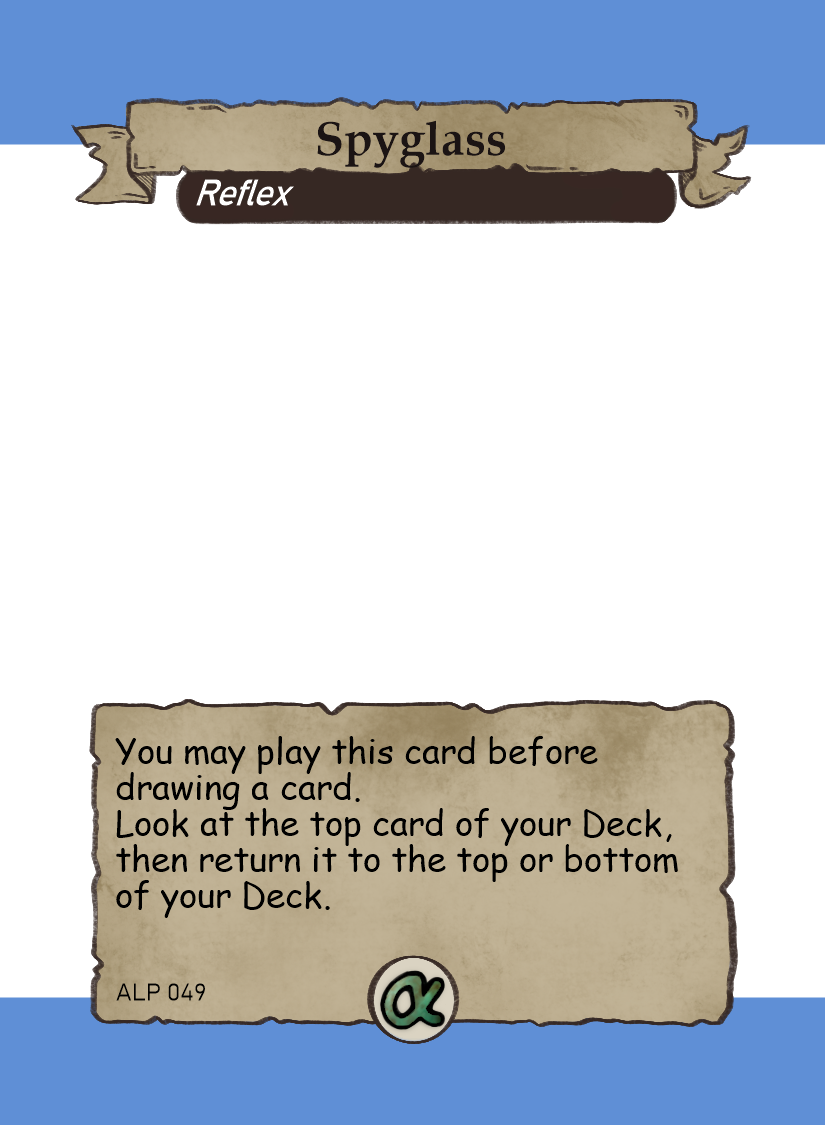 Spyglass
Reflex
You may play this card before
drawing a card.
Look at the top card of your Deck,
then return it to the top or bottom
of your Deck.
ALP 049
α